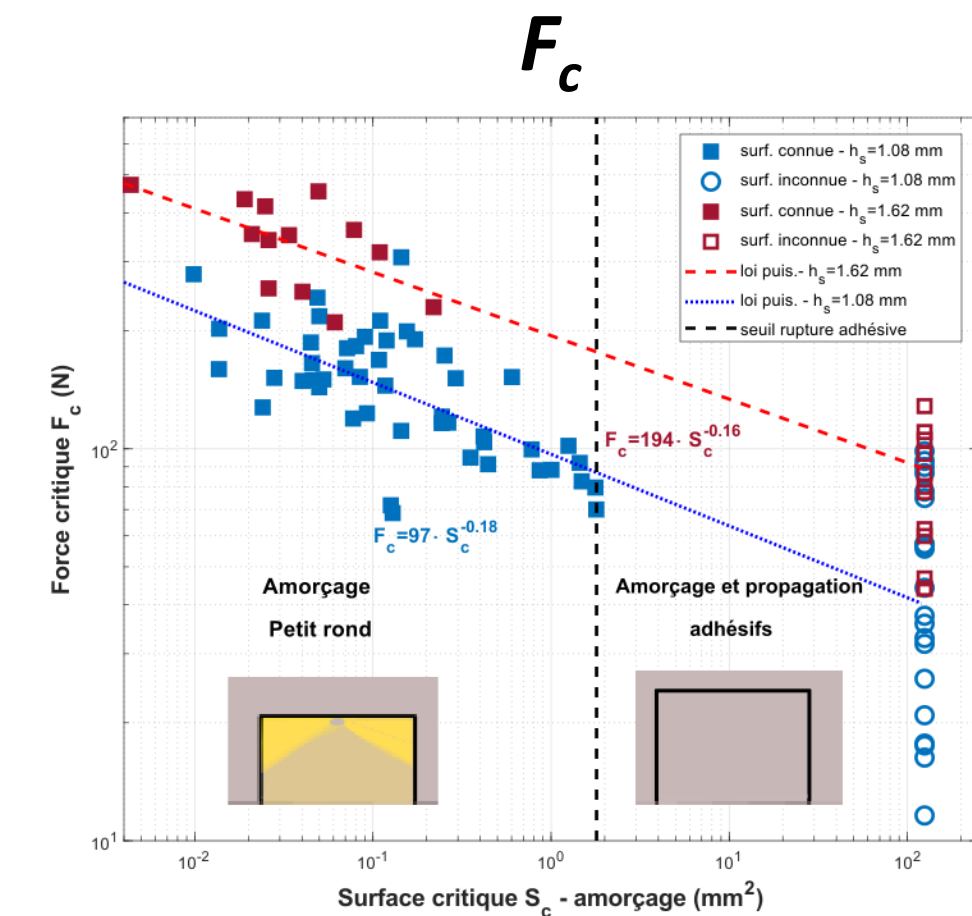 F_c
surf. connue - h_s=1.08 mm
surf. inconnue - h_s=1.08 mm
surf. connue - h_s=1.62 mm
surf. inconnue - h_s=1.62 mm
loi puis.- h_s=1.62 mm
loi puis. - h_s=1.08 mm
seuil rupture adhésive
Force critique F_c (N)
10^2
10^1
F_c=194· S_c^-0.16
F_c=97· S_c^-0.18
Amorçage
Petit rond
Amorçage et propagation
adhésifs
10^-2 10^-1 10^0 10^1 10^2
Surface critique S_c - amorçage (mm^2)